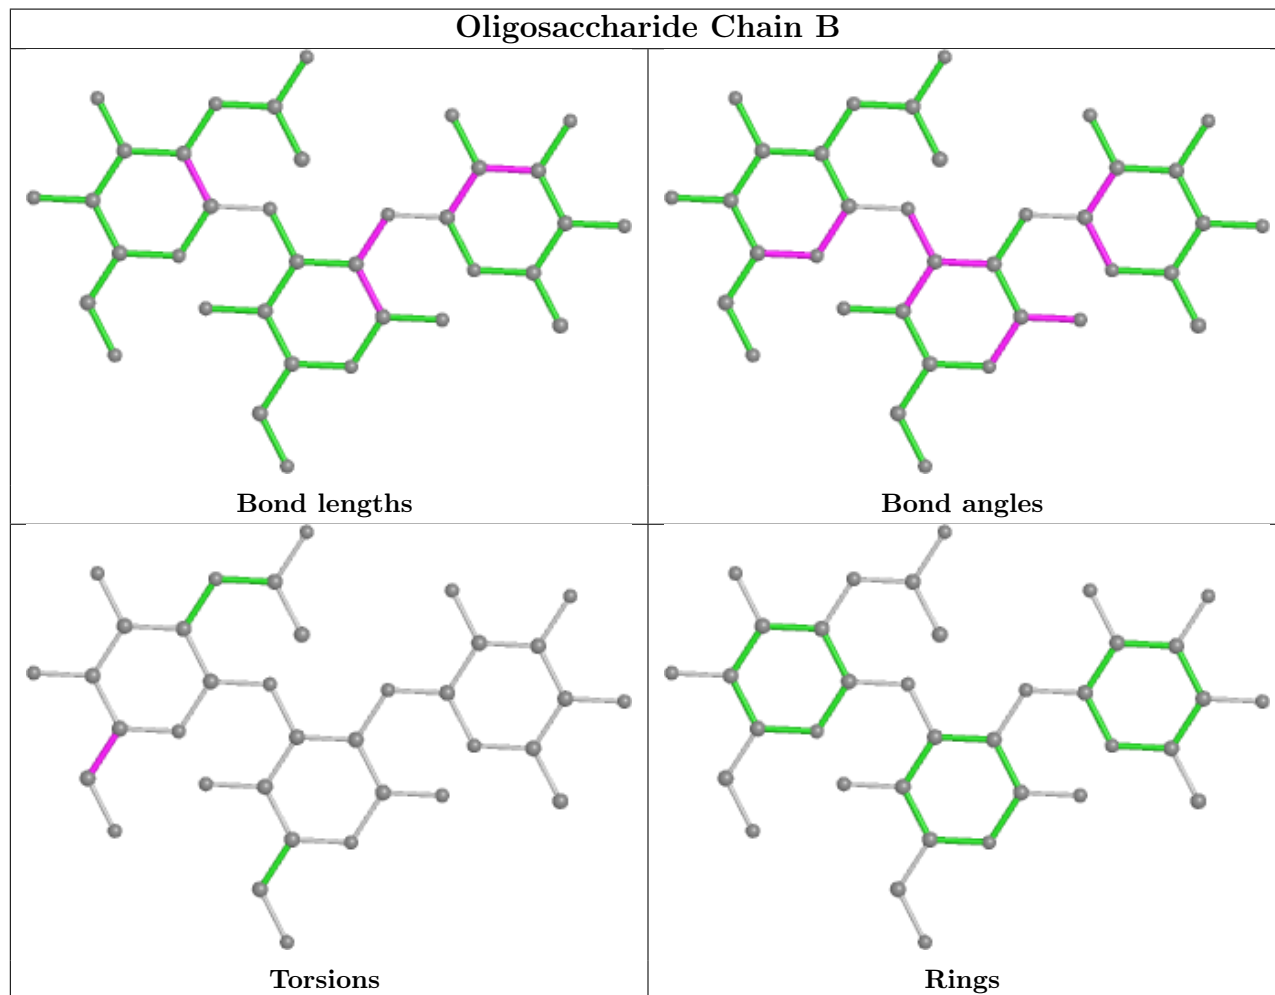 Oligosaccharide Chain B
Bond lengths
Bond angles
Torsions
Rings